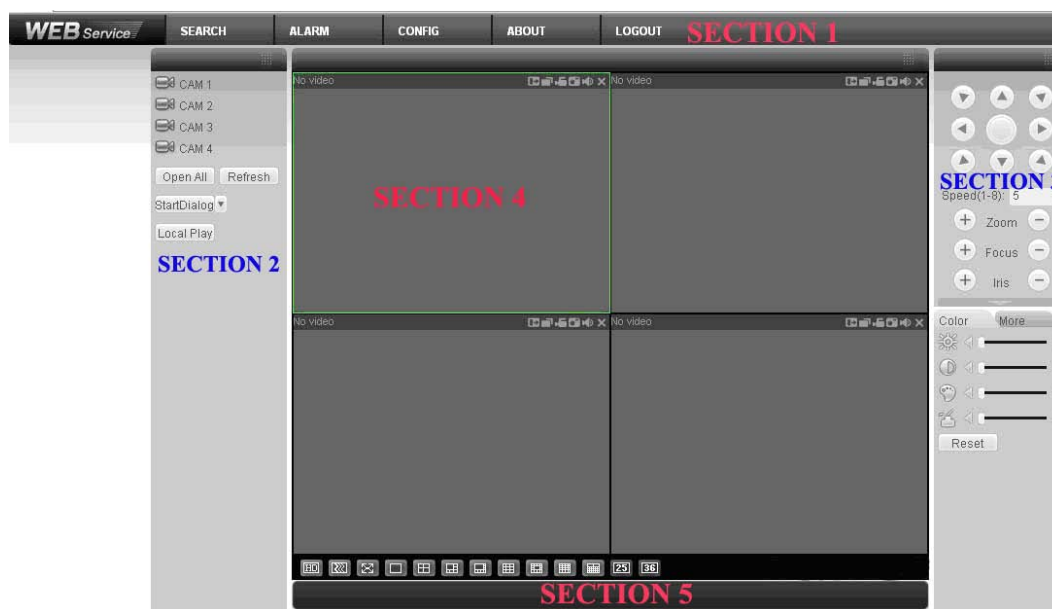 WEB Service SEARCH ALARM CONFIG ABOUT LOGOUT SECTION 1
CAM 1
CAM 2
CAM 3
CAM 4
Open All Refresh
StartDialog
Local Play
SECTION 2
No video
No video
SECTION 4
No video
No video
HD
25
36
SECTION 5
SECTION
Speed(1-8): 5
Zoom
Focus
Iris
Color More
Reset